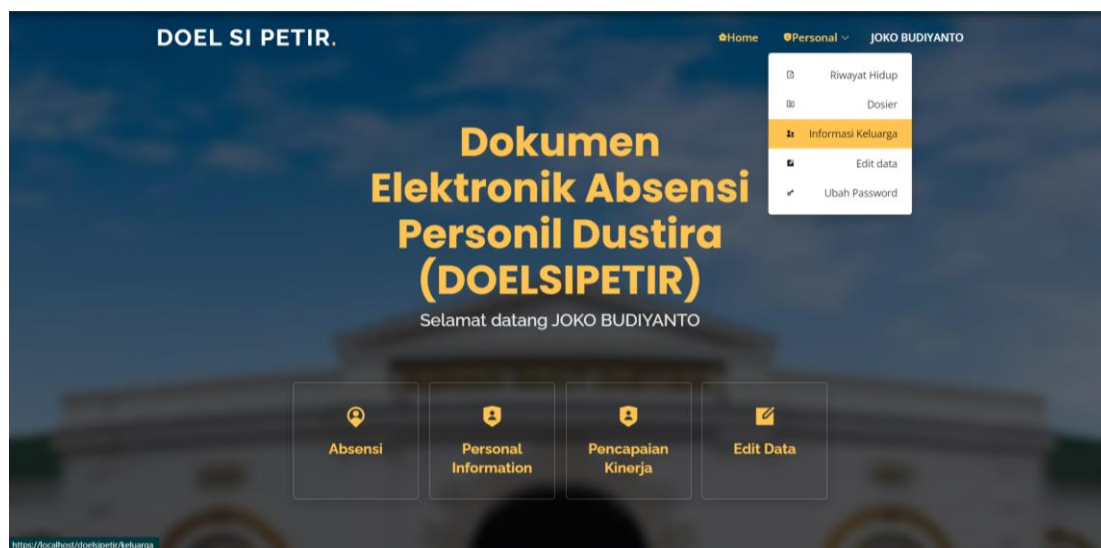 DOEL SI PETIR.
Home
Personal
JOKO BUDIYANTO
Riwayat Hidup
Dosier
Informasi Keluarga
Edit data
Ubah Password
Dokumen
Elektronik Absensi
Personil Dustira
(DOELSIPETIR)
Selamat datang JOKO BUDIYANTO
Absensi
Personal
Information
Pencapaian
Kinerja
Edit Data
https://localhost/doelsipetir/keluarga